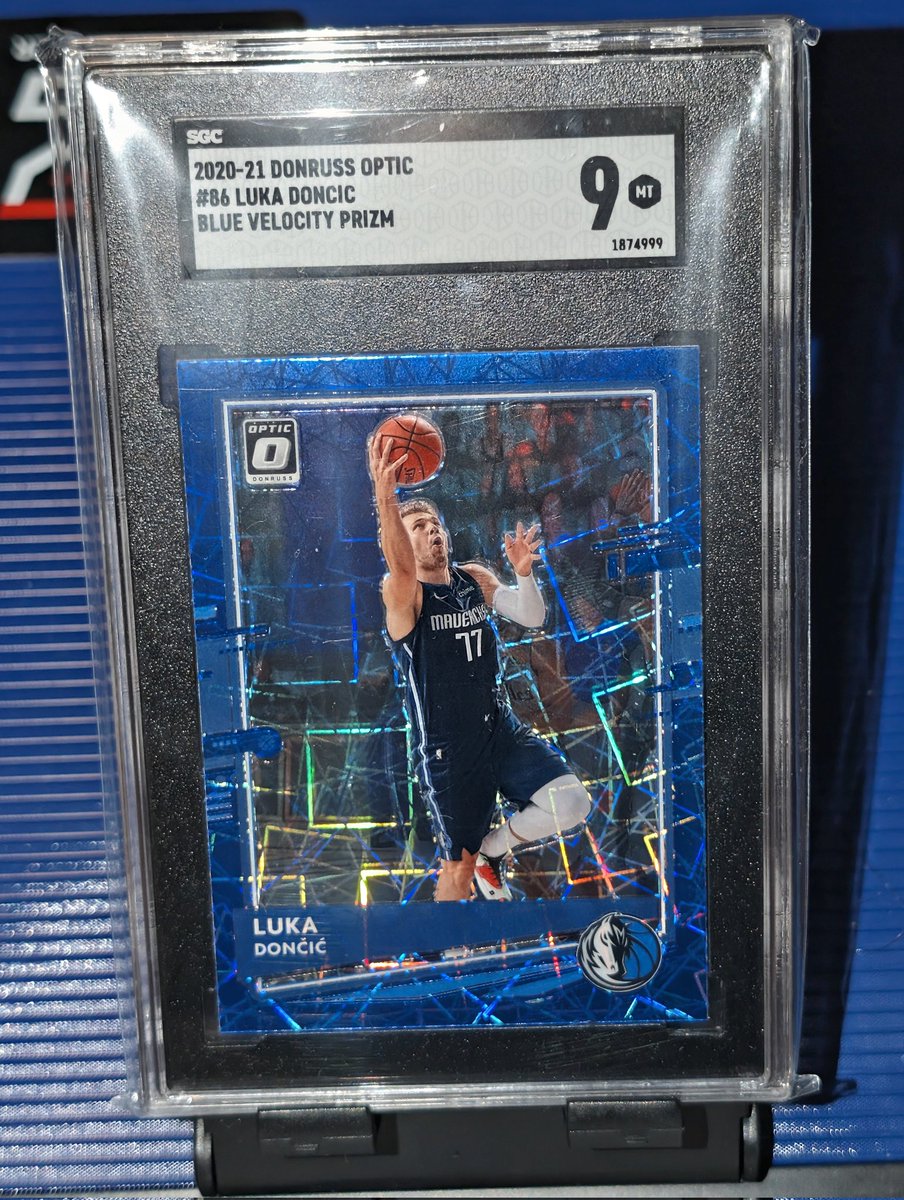 SGC
2020-21 DONRUSS OPTIC
#86 LUKA DONCIC
BLUE VELOCITY PRIZM
9 MT
1874999
OPTIC
O
DONRUSS
MAVERICKS
77
LUKA
DONČIĆ